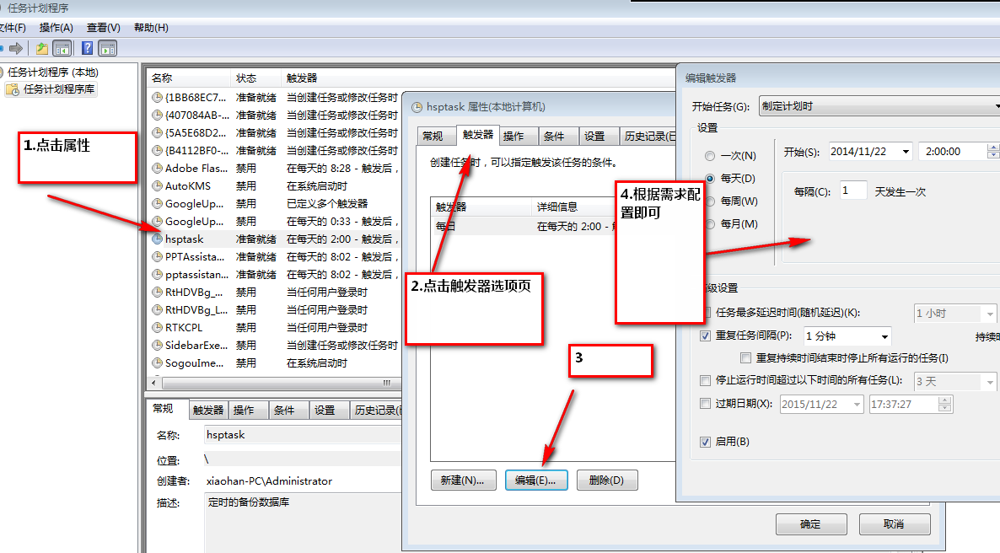 任务计划程序
文件(F) 操作(A) 查看(V) 帮助(H)
任务计划程序 (本地)
任务计划程序库
1.点击属性
名称 状态 触发器
{1BB68EC7... 准备就绪 当创建任务或修改任务时
{407084AB-... 准备就绪 当创建任务或修改任务时
{5A5E68D2... 准备就绪 当创建任务或修改任务时
{B4112BF0-... 准备就绪 当创建任务或修改任务时
Adobe Flas... 禁用 在每天的 8:28 - 触发后，
AutoKMS 禁用 在系统启动时
GoogleUp... 禁用 已定义多个触发器
GoogleUp... 禁用 在每天的 0:33 - 触发后，
hsptask 准备就绪 在每天的 2:00 - 触发后，
PPTAssista... 准备就绪 在每天的 8:02 - 触发后，
pptassistan... 准备就绪 在每天的 8:02 - 触发后，
RtHDVBg_... 禁用 当任何用户登录时
RtHDVBg_L... 禁用 当任何用户登录时
RTKCPL 禁用 当任何用户登录时
SidebarExe... 禁用 当创建任务或修改任务时
SogouIme... 禁用 在系统启动时
常规 触发器 操作 条件 设置 历史记录(
名称: hsptask
位置: \
创建者: xiaohan-PC\Administrator
描述: 定时的备份数据库
hsptask 属性(本地计算机)
常规 触发器 操作 条件 设置 历史记录(已
创建任务时，可以指定触发该任务的条件。
触发器 详细信息
每日 在每天的 2:00 -
2.点击触发器选项页
3
新建(N)... 编辑(E)... 删除(D)
确定 取消
4.根据需求配
置即可
编辑触发器
开始任务(G): 制定计划时
设置
一次(N)
每天(D)
每周(W)
每月(M)
开始(S): 2014/11/22 2:00:00
每隔(C): 1 天发生一次
级设置
任务最多延迟时间(随机延迟)(K): 1 小时
重复任务间隔(P): 1 分钟 持续
重复持续时间结束时停止所有运行的任务(I)
停止运行时间超过以下时间的所有任务(L): 3 天
过期日期(X): 2015/11/22 17:37:27
启用(B)